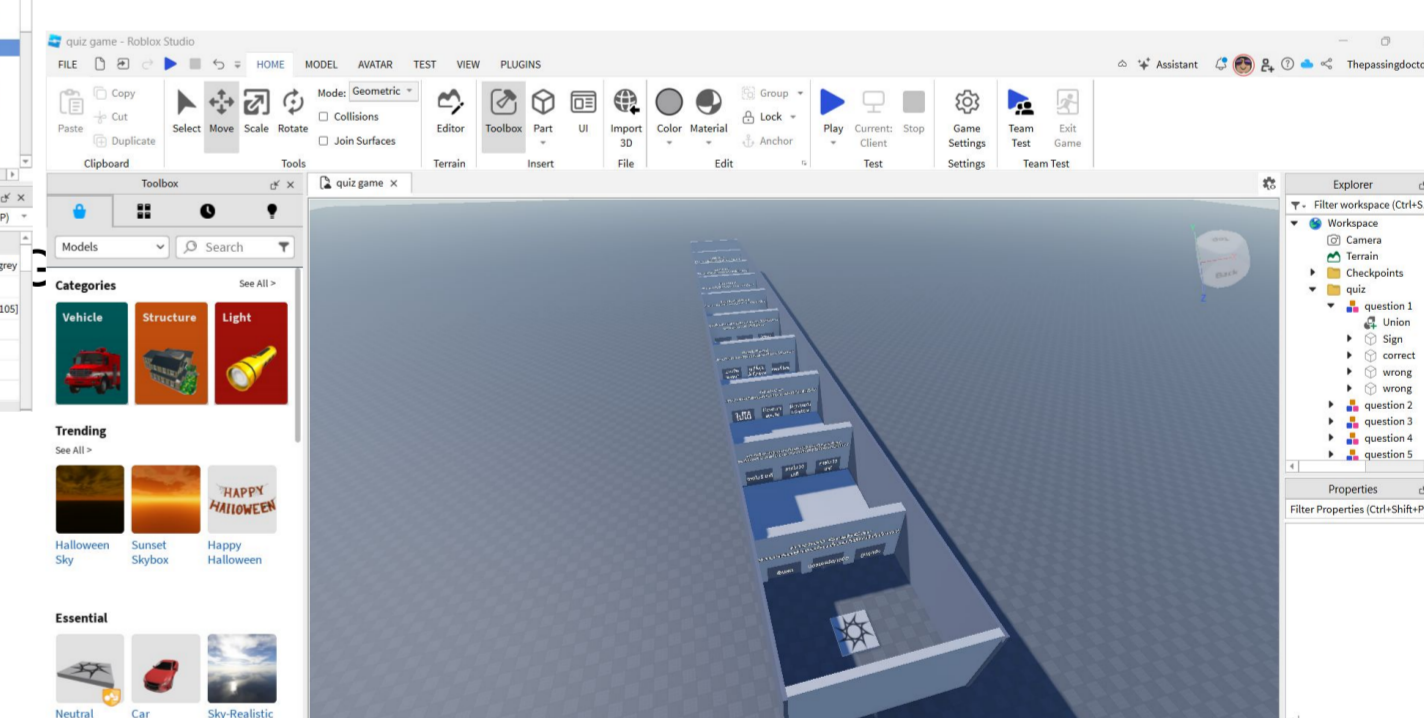 quiz game - Roblox Studio
FILE HOME MODEL AVATAR TEST VIEW PLUGINS Assistant Thepassingdocto
Paste Copy Cut Duplicate Clipboard
Select Move Scale Rotate Mode: Geometric Collisions Join Surfaces Tools
Editor Terrain
Toolbox Part UI Insert
Import 3D File
Color Material Group Lock Anchor Edit
Play Current: Client Stop Test
Game Settings Settings
Team Test Exit Game Team Test
P)
grey
105]
G
Toolbox
Models Search
Categories See All >
Vehicle Structure Light
Trending
See All >
HAPPY HALLOWEEN
Halloween Sky
Sunset Skybox
Happy Halloween
Essential
Neutral Car Sky-Realistic
quiz game
Back
Z
Explorer
Filter workspace (Ctrl+S
Workspace
Camera
Terrain
Checkpoints
quiz
question 1
Union
Sign
correct
wrong
wrong
question 2
question 3
question 4
question 5
Properties
Filter Properties (Ctrl+Shift+P